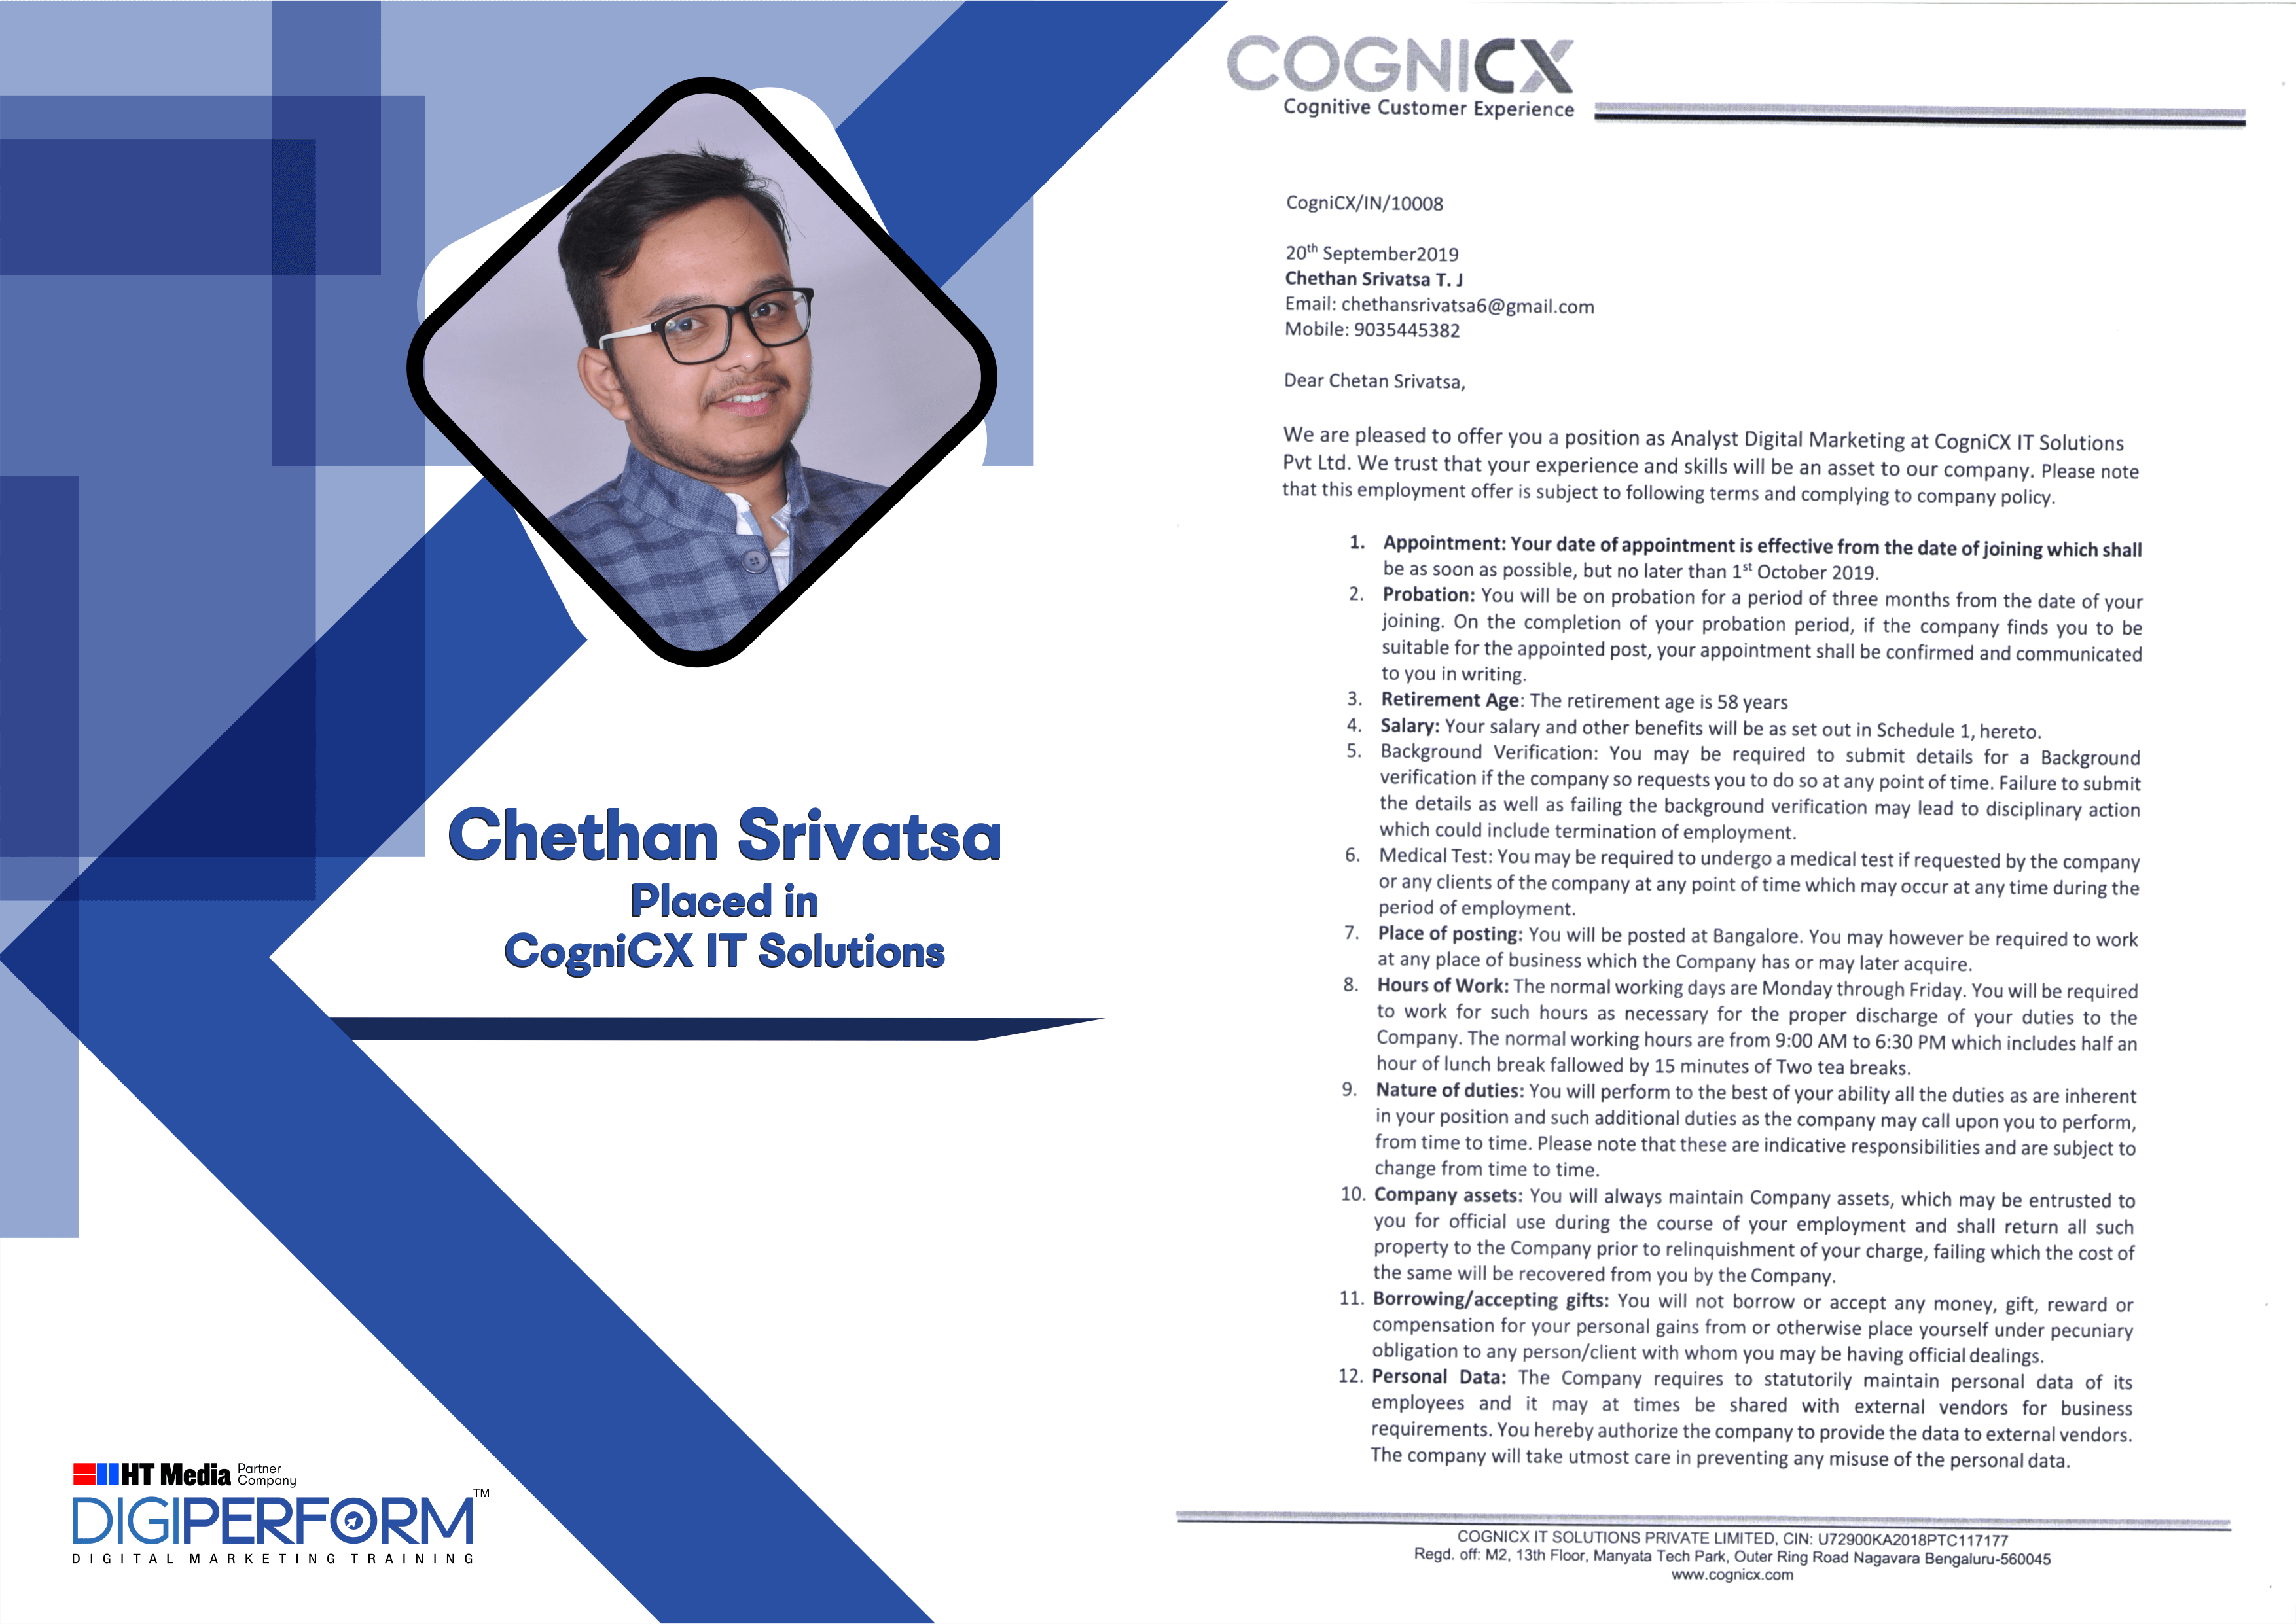 Chethan Srivatsa
Placed in
CogniCX IT Solutions
HT Media Partner
Company
DIGIPERFORM™
DIGITAL MARKETING TRAINING
COGNICX
Cognitive Customer Experience
CogniCX/IN/10008
20th September2019
Chethan Srivatsa T. J
Email: chethansrivatsa6@gmail.com
Mobile: 9035445382
Dear Chetan Srivatsa,
We are pleased to offer you a position as Analyst Digital Marketing at CogniCX IT Solutions
Pvt Ltd. We trust that your experience and skills will be an asset to our company. Please note
that this employment offer is subject to following terms and complying to company policy.
1. Appointment: Your date of appointment is effective from the date of joining which shall
be as soon as possible, but no later than 1st October 2019.
2. Probation: You will be on probation for a period of three months from the date of your
joining. On the completion of your probation period, if the company finds you to be
suitable for the appointed post, your appointment shall be confirmed and communicated
to you in writing.
3. Retirement Age: The retirement age is 58 years
4. Salary: Your salary and other benefits will be as set out in Schedule 1, hereto.
5. Background Verification: You may be required to submit details for a Background
verification if the company so requests you to do so at any point of time. Failure to submit
the details as well as failing the background verification may lead to disciplinary action
which could include termination of employment.
6. Medical Test: You may be required to undergo a medical test if requested by the company
or any clients of the company at any point of time which may occur at any time during the
period of employment.
7. Place of posting: You will be posted at Bangalore. You may however be required to work
at any place of business which the Company has or may later acquire.
8. Hours of Work: The normal working days are Monday through Friday. You will be required
to work for such hours as necessary for the proper discharge of your duties to the
Company. The normal working hours are from 9:00 AM to 6:30 PM which includes half an
hour of lunch break fallowed by 15 minutes of Two tea breaks.
9. Nature of duties: You will perform to the best of your ability all the duties as are inherent
in your position and such additional duties as the company may call upon you to perform,
from time to time. Please note that these are indicative responsibilities and are subject to
change from time to time.
10. Company assets: You will always maintain Company assets, which may be entrusted to
you for official use during the course of your employment and shall return all such
property to the Company prior to relinquishment of your charge, failing which the cost of
the same will be recovered from you by the Company.
11. Borrowing/accepting gifts: You will not borrow or accept any money, gift, reward or
compensation for your personal gains from or otherwise place yourself under pecuniary
obligation to any person/client with whom you may be having official dealings.
12. Personal Data: The Company requires to statutorily maintain personal data of its
employees and it may at times be shared with external vendors for business
requirements. You hereby authorize the company to provide the data to external vendors.
The company will take utmost care in preventing any misuse of the personal data.
COGNICX IT SOLUTIONS PRIVATE LIMITED, CIN: U72900KA2018PTC117177
Regd. off: M2, 13th Floor, Manyata Tech Park, Outer Ring Road Nagavara Bengaluru-560045
www.cognicx.com